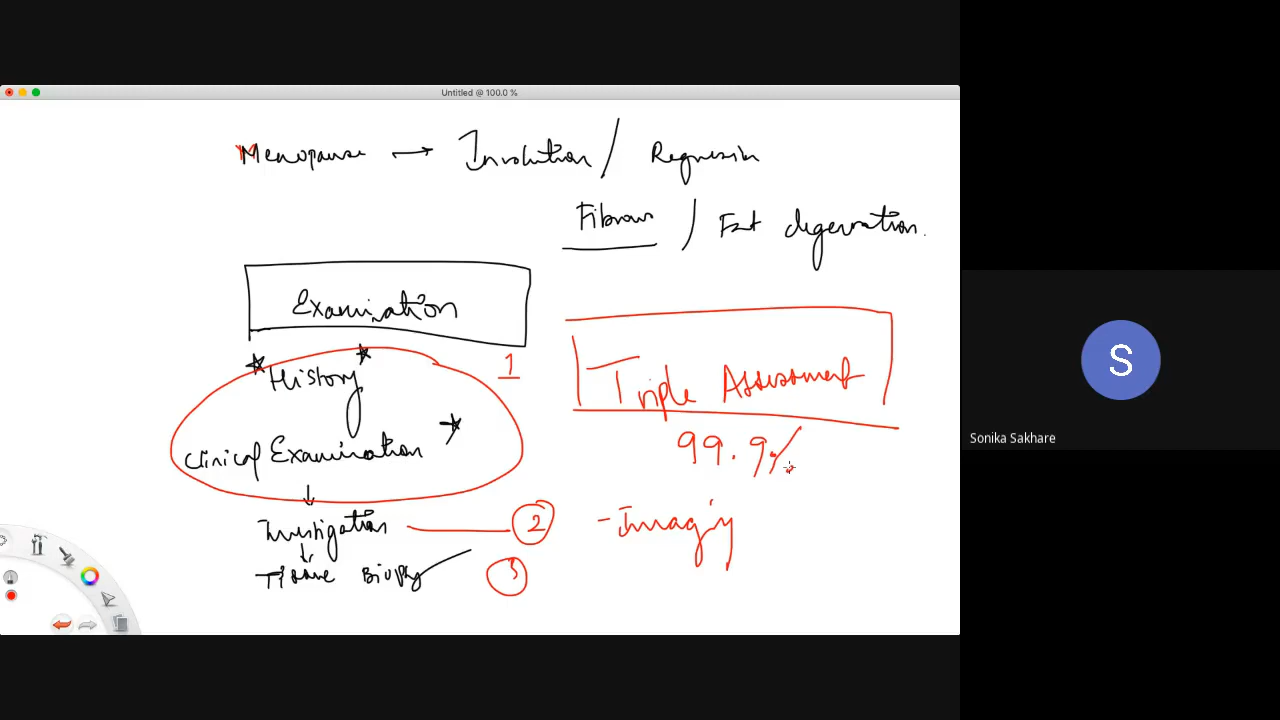 Untitled @ 100.0 %
Menopause → Involution / Regression
Fibrous / Fat degenration.
Examination
*History* 1
Triple Assessment
Clinical Examination *
99.9%
↓
Investigation 2 - Imaging
↓
Tissue Biopsy 3
S
Sonika Sakhare